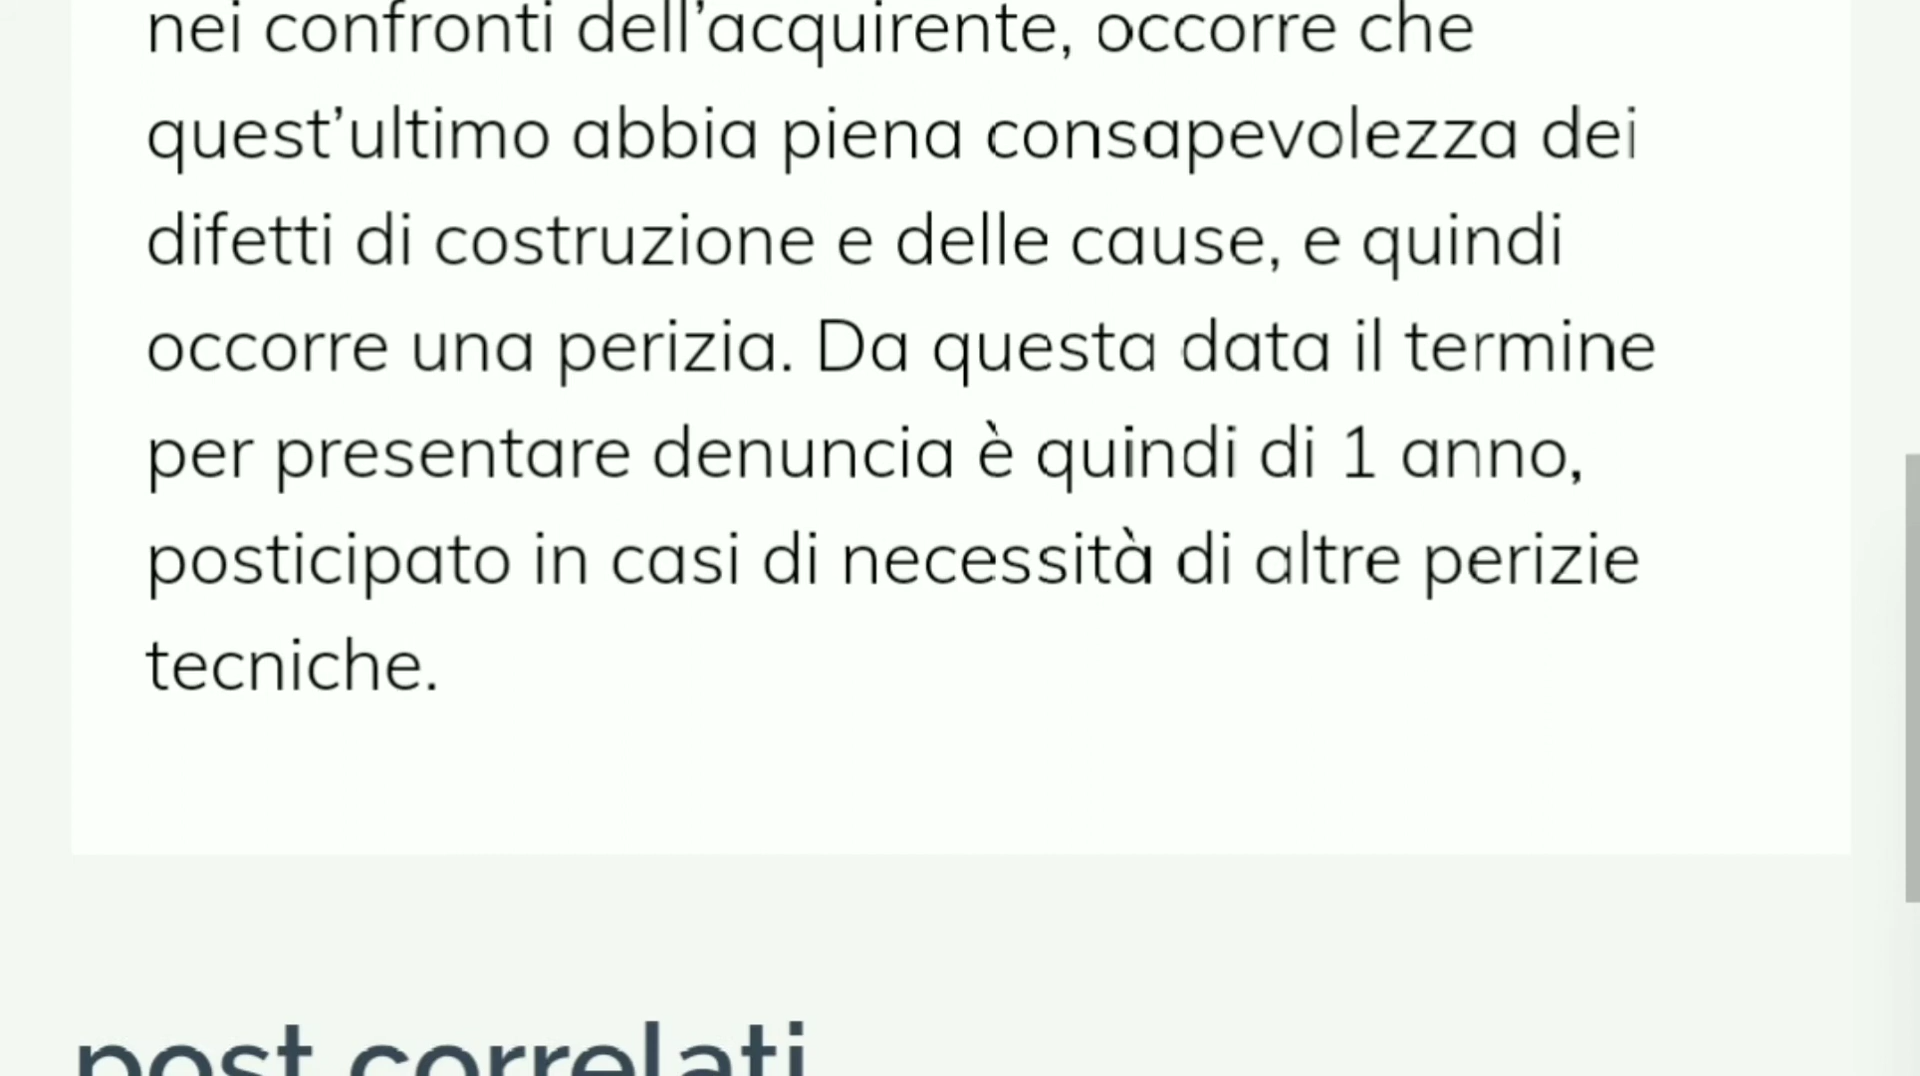 nei confronti dell’acquirente, occorre che
quest’ultimo abbia piena consapevolezza dei
difetti di costruzione e delle cause, e quindi
occorre una perizia. Da questa data il termine
per presentare denuncia è quindi di 1 anno,
posticipato in casi di necessità di altre perizie
tecniche.
post correlati